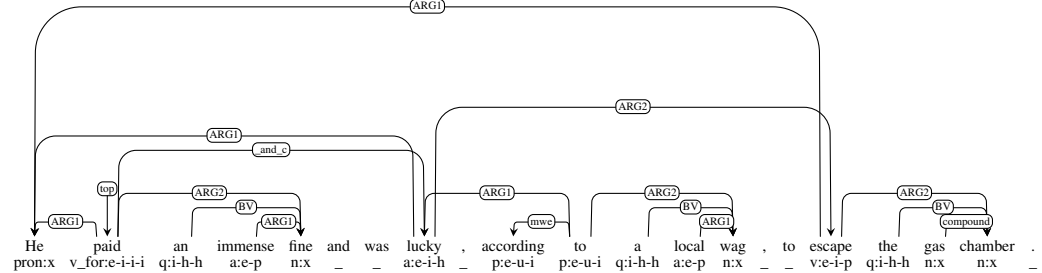 ARG1
ARG2
ARG1
_and_c
top
ARG2
ARG1
ARG2
ARG2
BV
BV
BV
ARG1
ARG1
mwe
ARG1
compound
He paid an immense fine and was lucky , according to a local wag , to escape the gas chamber .
pron:x v_for:e-i-i-i q:i-h-h a:e-p n:x _ _ a:e-i-h _ p:e-u-i p:e-u-i q:i-h-h a:e-p n:x _ _ v:e-i-p q:i-h-h n:x n:x _